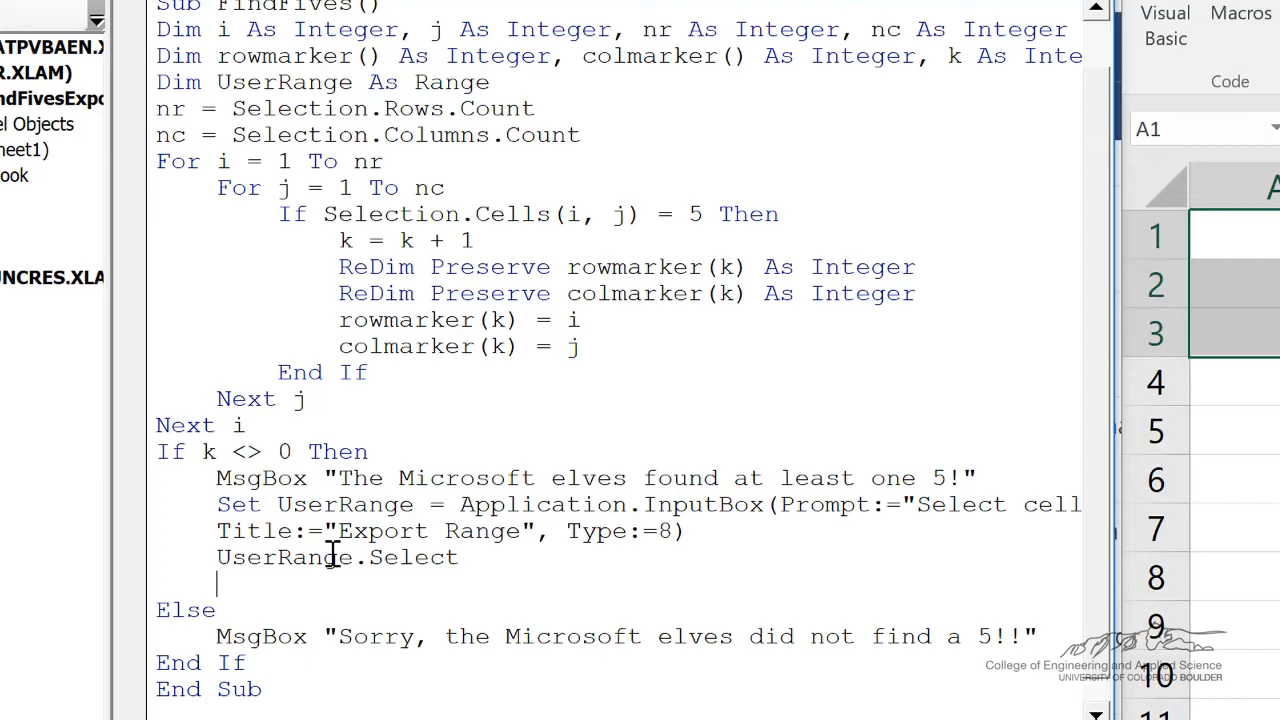 Sub FindFives()
Dim i As Integer, j As Integer, nr As Integer, nc As Integer
Dim rowmarker() As Integer, colmarker() As Integer, k As Inte
Dim UserRange As Range
nr = Selection.Rows.Count
nc = Selection.Columns.Count
For i = 1 To nr
For j = 1 To nc
If Selection.Cells(i, j) = 5 Then
k = k + 1
ReDim Preserve rowmarker(k) As Integer
ReDim Preserve colmarker(k) As Integer
rowmarker(k) = i
colmarker(k) = j
End If
Next j
Next i
If k <> 0 Then
MsgBox "The Microsoft elves found at least one 5!"
Set UserRange = Application.InputBox(Prompt:="Select cell
Title:="Export Range", Type:=8)
UserRange.Select
Else
MsgBox "Sorry, the Microsoft elves did not find a 5!!"
End If
End Sub
ATPVBAEN.X
R.XLAM)
ndFivesExpo
el Objects
heet1)
ook
UNCRES.XLA
Visual
Basic
Macros
Code
A1
A
1
2
3
4
5
6
7
8
9
10
11
College of Engineering and Applied Science
UNIVERSITY OF COLORADO BOULDER